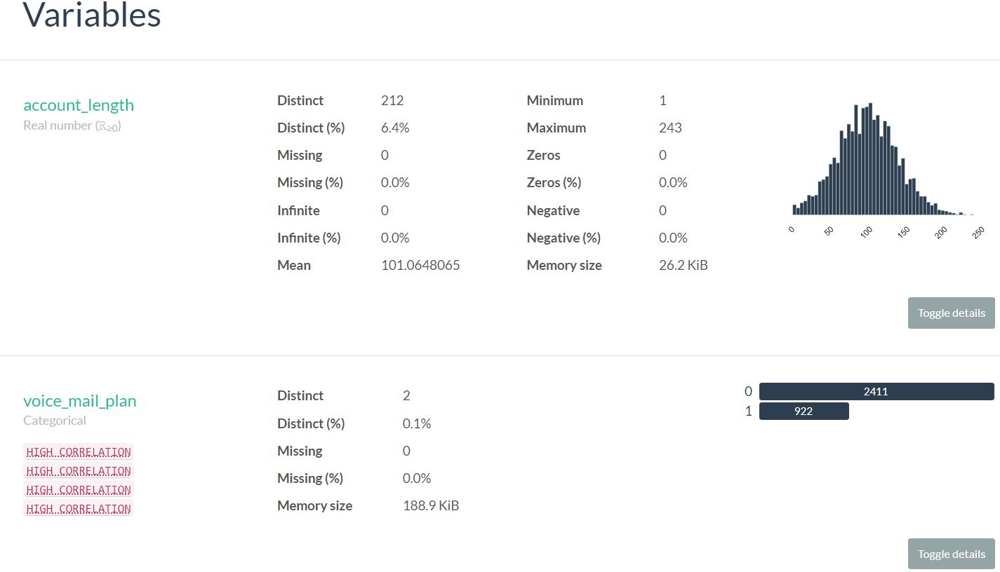 Variables
account_length
Real number (ℝ≥0)
Distinct 212
Distinct (%) 6.4%
Missing 0
Missing (%) 0.0%
Infinite 0
Infinite (%) 0.0%
Mean 101.0648065
Minimum 1
Maximum 243
Zeros 0
Zeros (%) 0.0%
Negative 0
Negative (%) 0.0%
Memory size 26.2 KiB
0 50 100 150 200 250
Toggle details
voice_mail_plan
Categorical
HIGH CORRELATION
HIGH CORRELATION
HIGH CORRELATION
HIGH CORRELATION
Distinct 2
Distinct (%) 0.1%
Missing 0
Missing (%) 0.0%
Memory size 188.9 KiB
0 2411
1 922
Toggle details